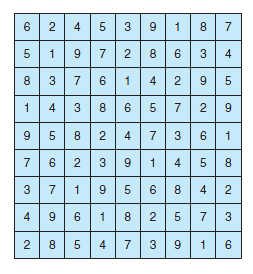 6 2 4 5 3 9 1 8 7
5 1 9 7 2 8 6 3 4
8 3 7 6 1 4 2 9 5
1 4 3 8 6 5 7 2 9
9 5 8 2 4 7 3 6 1
7 6 2 3 9 1 4 5 8
3 7 1 9 5 6 8 4 2
4 9 6 1 8 2 5 7 3
2 8 5 4 7 3 9 1 6